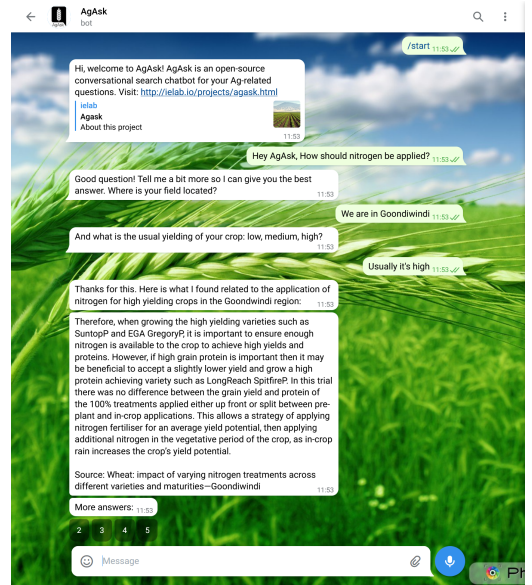 AgAsk
bot
AgAsk
/start 11:53
Hi, welcome to AgAsk! AgAsk is an open-source
conversational search chatbot for your Ag-related
questions. Visit: http://ielab.io/projects/agask.html
ielab
Agask
About this project
11:53
Hey AgAsk, How should nitrogen be applied? 11:53
Good question! Tell me a bit more so I can give you the best
answer. Where is your field located?
11:53
We are in Goondiwindi 11:53
And what is the usual yielding of your crop: low, medium, high?
11:53
Usually it's high 11:53
Thanks for this. Here is what I found related to the application of
nitrogen for high yielding crops in the Goondwindi region: 11:53
Therefore, when growing the high yielding varieties such as
SuntopP and EGA GregoryP, it is important to ensure enough
nitrogen is available to the crop to achieve high yields and
proteins. However, if high grain protein is important then it may
be beneficial to accept a slightly lower yield and grow a high
protein achieving variety such as LongReach SpitfireP. In this trial
there was no difference between the grain yield and protein of
the 100% treatments applied either up front or split between pre-
plant and in-crop applications. This allows a strategy of applying
nitrogen fertiliser for an average yield potential, then applying
additional nitrogen in the vegetative period of the crop, as in-crop
rain increases the crop's yield potential.
Source: Wheat: impact of varying nitrogen treatments across
different varieties and maturities—Goondiwindi
11:53
More answers: 11:53
2 3 4 5
Message